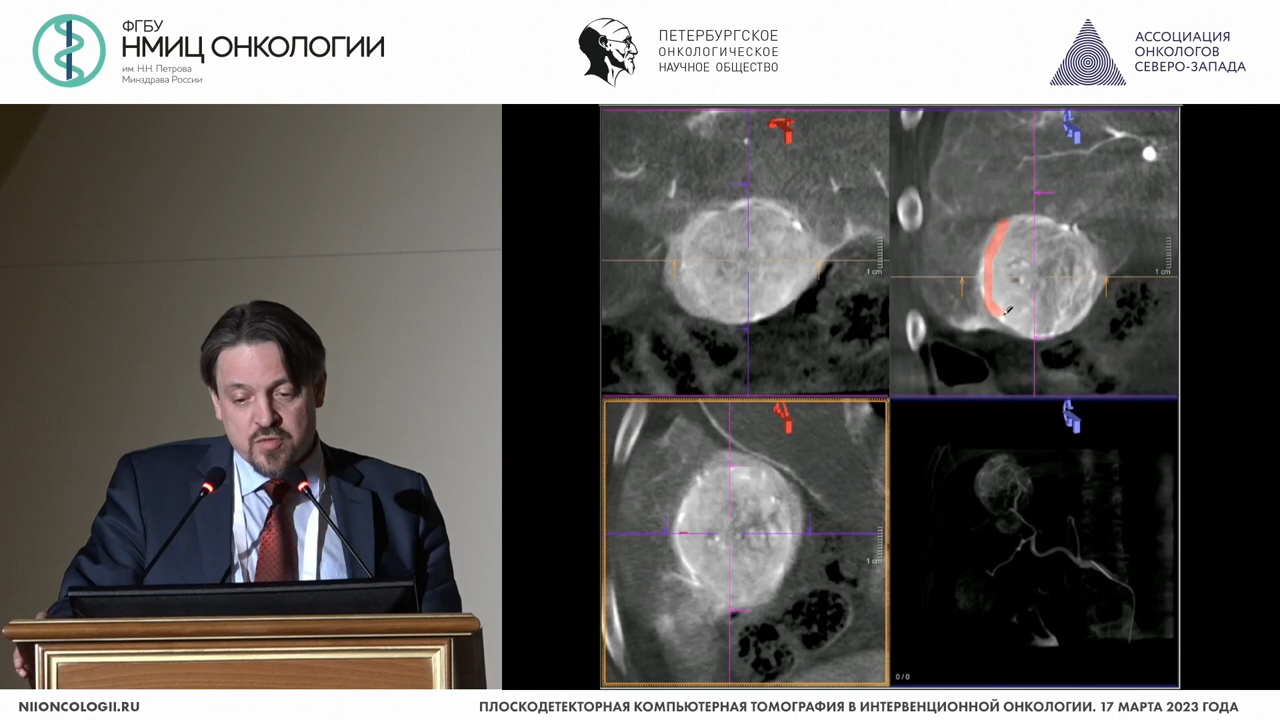 ФГБУ
НМИЦ ОНКОЛОГИИ
им. Н.Н. Петрова
Минздрава России
ПЕТЕРБУРГСКОЕ
ОНКОЛОГИЧЕСКОЕ
НАУЧНОЕ ОБЩЕСТВО
АССОЦИАЦИЯ
ОНКОЛОГОВ
СЕВЕРО-ЗАПАДА
1 cm
1 cm
1 cm
0 / 0
NIIONCOLOGII.RU
ПЛОСКОДЕТЕКТОРНАЯ КОМПЬЮТЕРНАЯ ТОМОГРАФИЯ В ИНТЕРВЕНЦИОННОЙ ОНКОЛОГИИ. 17 МАРТА 2023 ГОДА